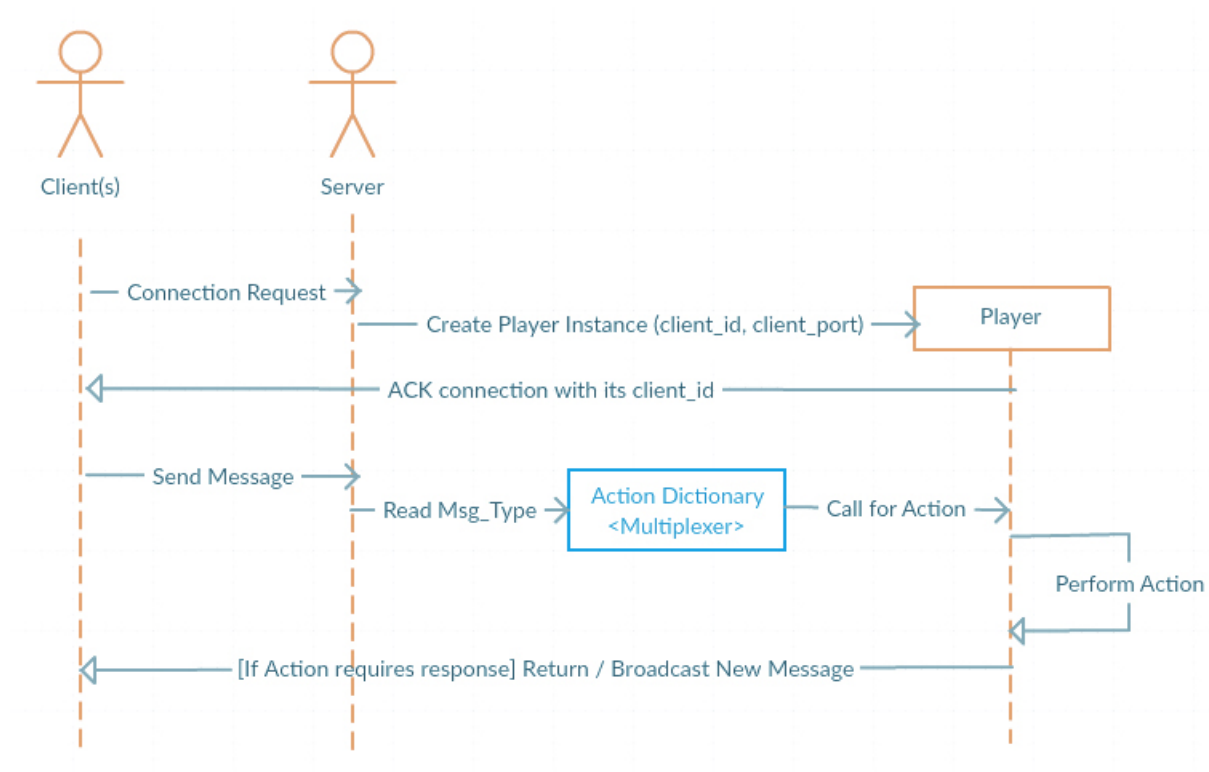 Client(s)
Server
Connection Request
Player
Create Player Instance (client_id, client_port)
ACK connection with its client_id
Send Message
Action Dictionary
<Multiplexer>
Read Msg_Type
Call for Action
Perform Action
[If Action requires response] Return / Broadcast New Message